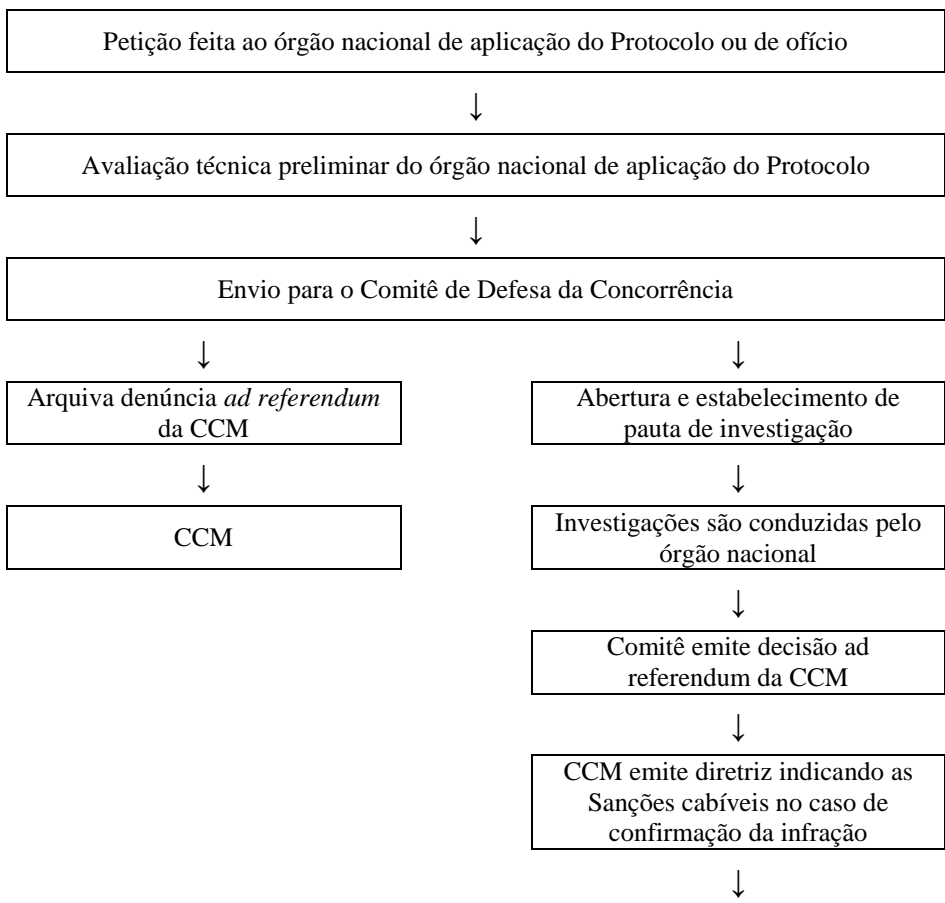 Petição feita ao órgão nacional de aplicação do Protocolo ou de ofício
↓
Avaliação técnica preliminar do órgão nacional de aplicação do Protocolo
↓
Envio para o Comitê de Defesa da Concorrência
↓
Arquiva denúncia ad referendum
da CCM
↓
CCM
↓
Abertura e estabelecimento de
pauta de investigação
↓
Investigações são conduzidas pelo
órgão nacional
↓
Comitê emite decisão ad
referendum da CCM
↓
CCM emite diretriz indicando as
Sanções cabíveis no caso de
confirmação da infração
↓